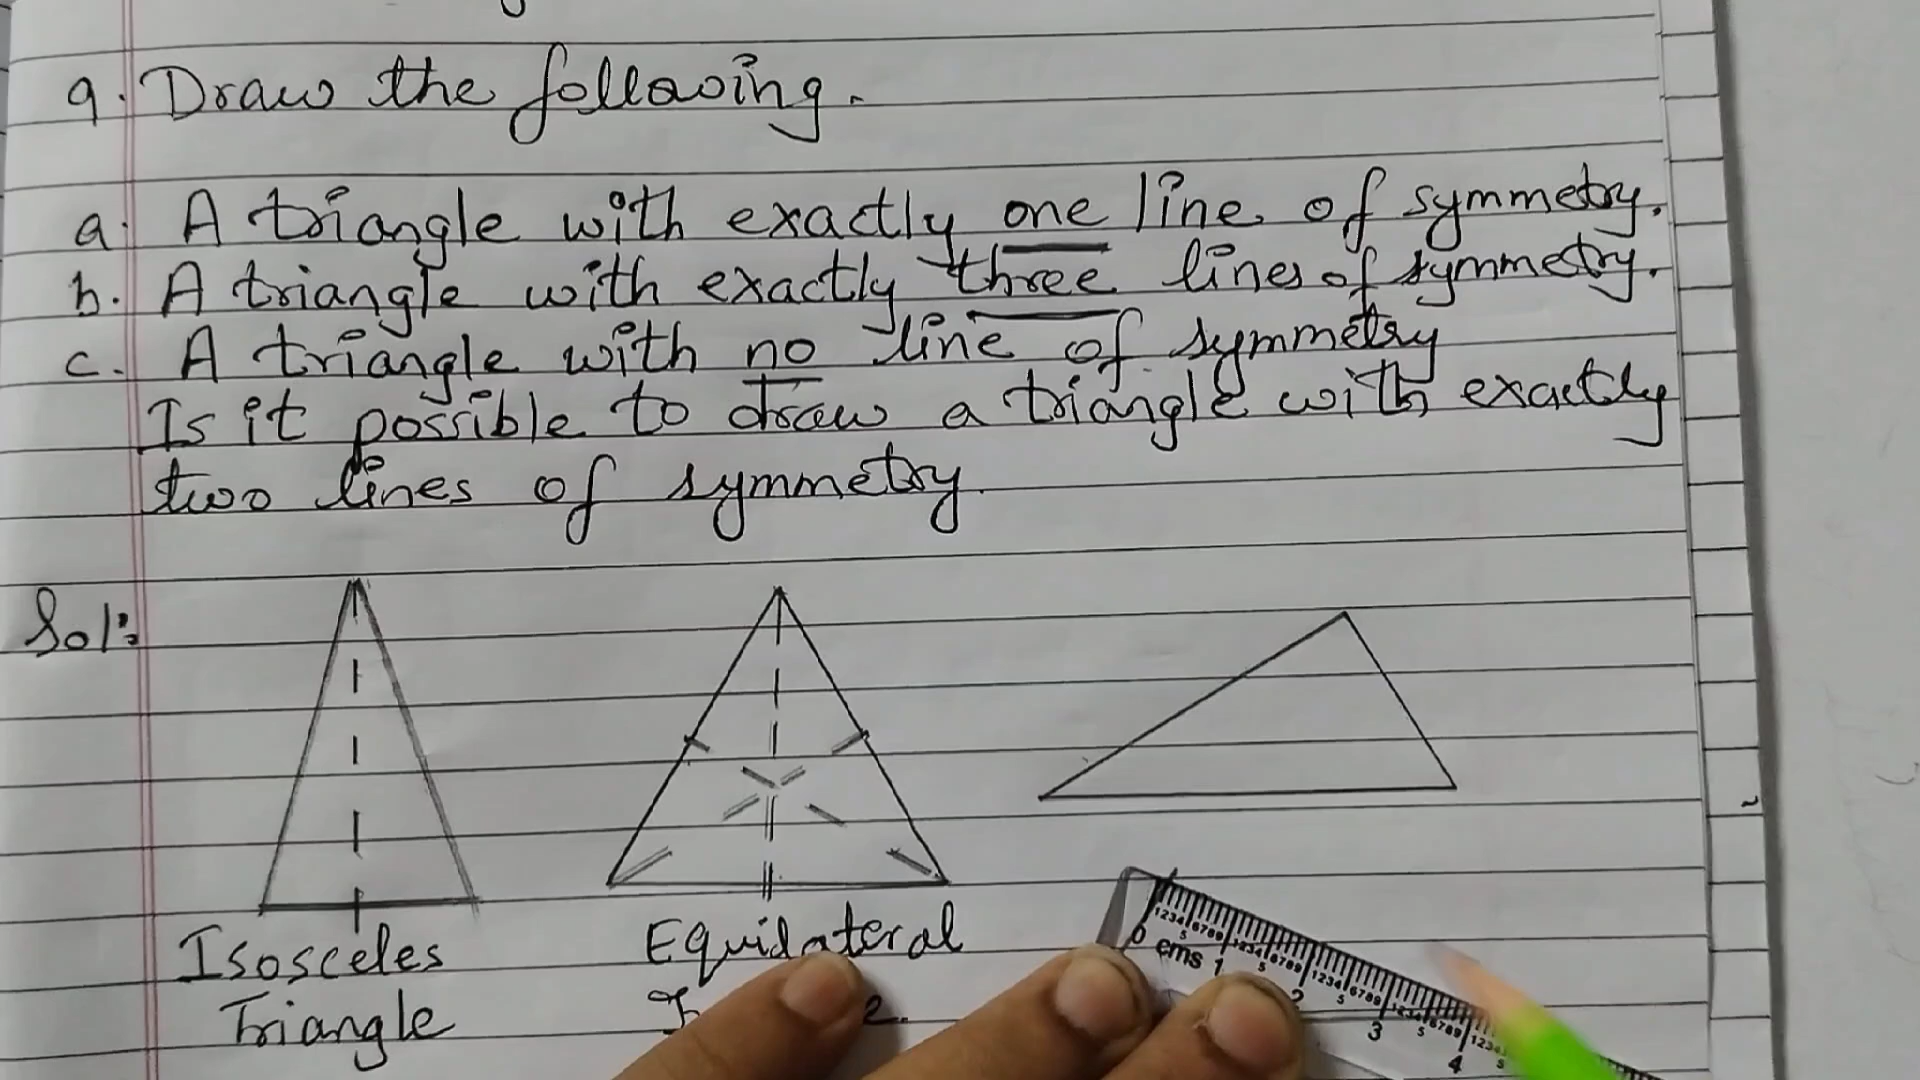 9. Draw the following.
a. A triangle with exactly one line of symmetry.
b. A triangle with exactly three lines of symmetry.
c. A triangle with no line of symmetry
Is it possible to draw a triangle with exactly
two lines of symmetry.
Sol:
Isosceles
Triangle
Equilateral
0 cms 1 2 3 4